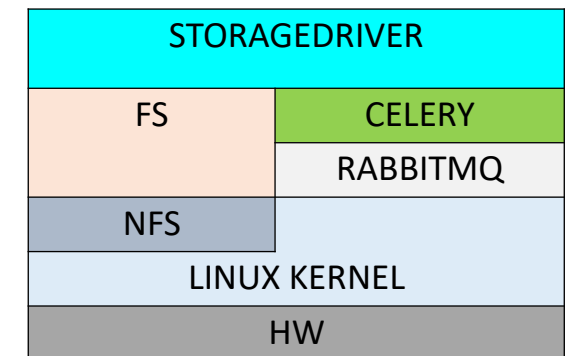 STORAGEDRIVER
FS
CELERY
RABBITMQ
NFS
LINUX KERNEL
HW